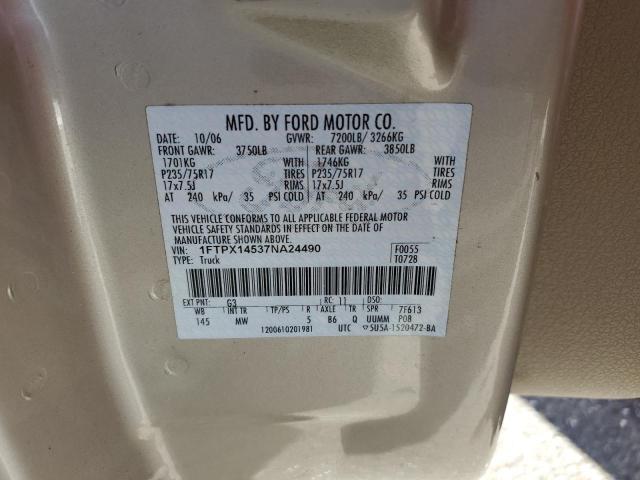 MFD. BY FORD MOTOR CO.
DATE: 10/06 GVWR: 7200LB/ 3266KG
FRONT GAWR: 3750LB REAR GAWR: 3850LB
1701KG WITH 1746KG WITH
P235/75R17 TIRES P235/75R17 TIRES
17x7.5J RIMS 17x7.5J RIMS
AT 240 kPa/ 35 PSI COLD AT 240 kPa/ 35 PSI COLD
THIS VEHICLE CONFORMS TO ALL APPLICABLE FEDERAL MOTOR
VEHICLE SAFETY STANDARDS IN EFFECT ON THE DATE OF
MANUFACTURE SHOWN ABOVE.
VIN: 1FTPX14537NA24490 F0055
TYPE: Truck T0728
EXT PNT: G3 RC: 11 DSO:
WB INT TR TP/PS R AXLE TR SPR 7F613
145 MW 5 B6 Q UUMM P08
1200610201981 UTC 5U5A-1520472-BA